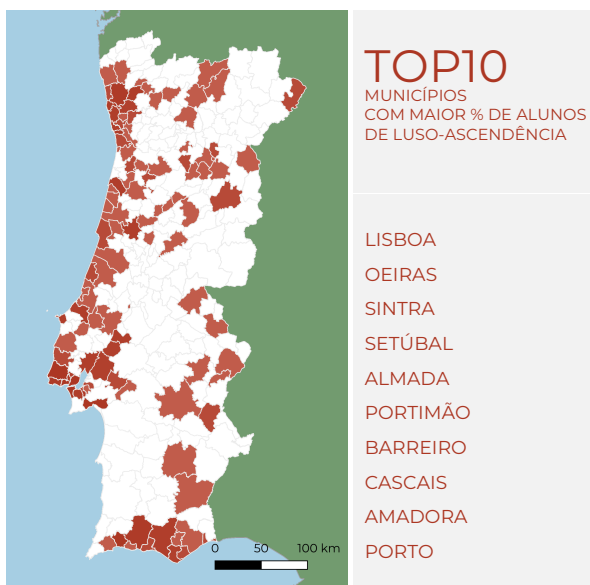 TOP10
MUNICÍPIOS
COM MAIOR % DE ALUNOS
DE LUSO-ASCENDÊNCIA
LISBOA
OEIRAS
SINTRA
SETÚBAL
ALMADA
PORTIMÃO
BARREIRO
CASCAIS
AMADORA
PORTO
0 50 100 km